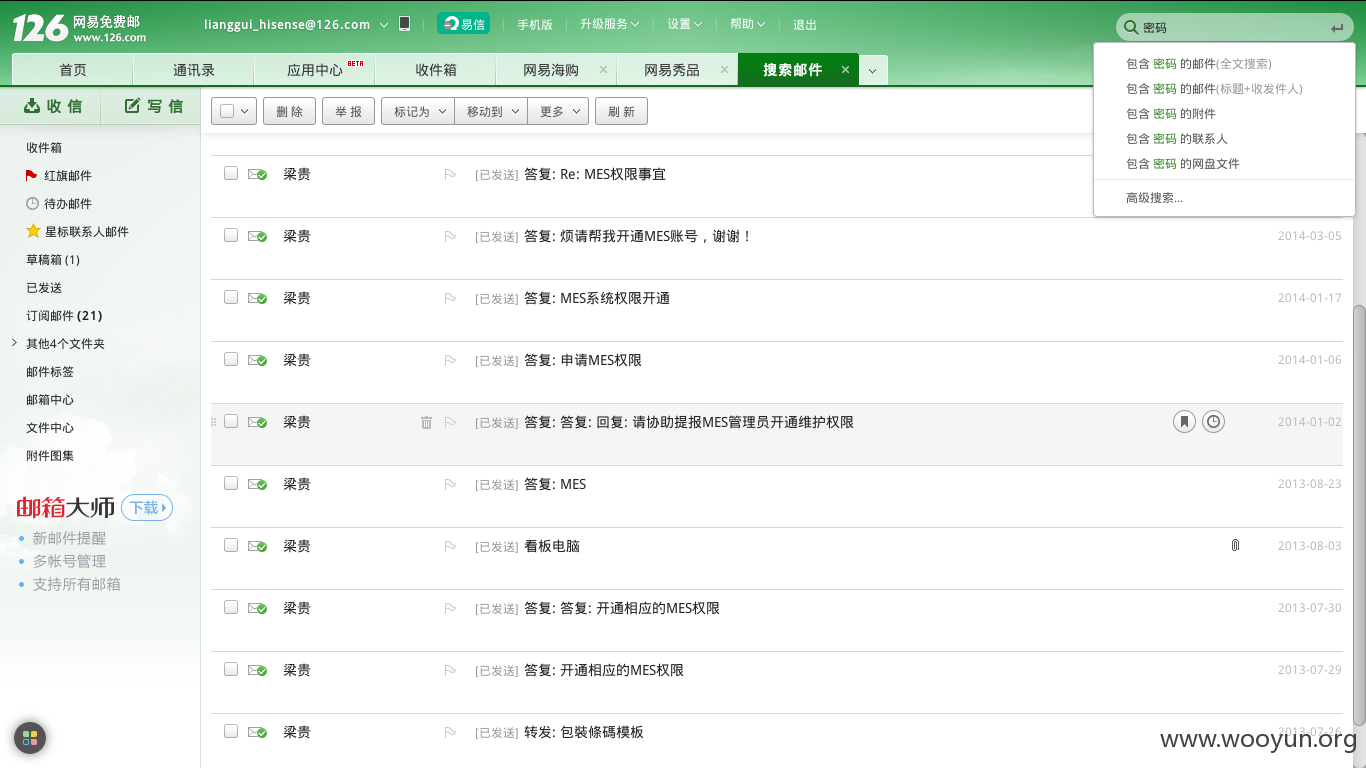 126 网易免费邮
www.126.com
lianggui_hisense@126.com
易信
手机版
升级服务
设置
帮助
退出
密码
首页
通讯录
应用中心 BETA
收件箱
网易海购 ×
网易秀品 ×
搜索邮件 ×
包含 密码 的邮件(全文搜索)
包含 密码 的邮件(标题+收发件人)
包含 密码 的附件
包含 密码 的联系人
包含 密码 的网盘文件
高级搜索...
收 信
写 信
删 除
举 报
标记为
移动到
更多
刷 新
收件箱
红旗邮件
待办邮件
星标联系人邮件
草稿箱 (1)
已发送
订阅邮件 (21)
其他4个文件夹
邮件标签
邮箱中心
文件中心
附件图集
邮箱大师 下载
• 新邮件提醒
• 多帐号管理
• 支持所有邮箱
梁贵 [已发送] 答复: Re: MES权限事宜
梁贵 [已发送] 答复: 烦请帮我开通MES账号，谢谢！ 2014-03-05
梁贵 [已发送] 答复: MES系统权限开通 2014-01-17
梁贵 [已发送] 答复: 申请MES权限 2014-01-06
梁贵 [已发送] 答复: 答复: 回复: 请协助提报MES管理员开通维护权限 2014-01-02
梁贵 [已发送] 答复: MES 2013-08-23
梁贵 [已发送] 看板电脑 2013-08-03
梁贵 [已发送] 答复: 答复: 开通相应的MES权限 2013-07-30
梁贵 [已发送] 答复: 开通相应的MES权限 2013-07-29
梁贵 [已发送] 转发: 包裝條碼模板 2013-07-26
www.wooyun.org